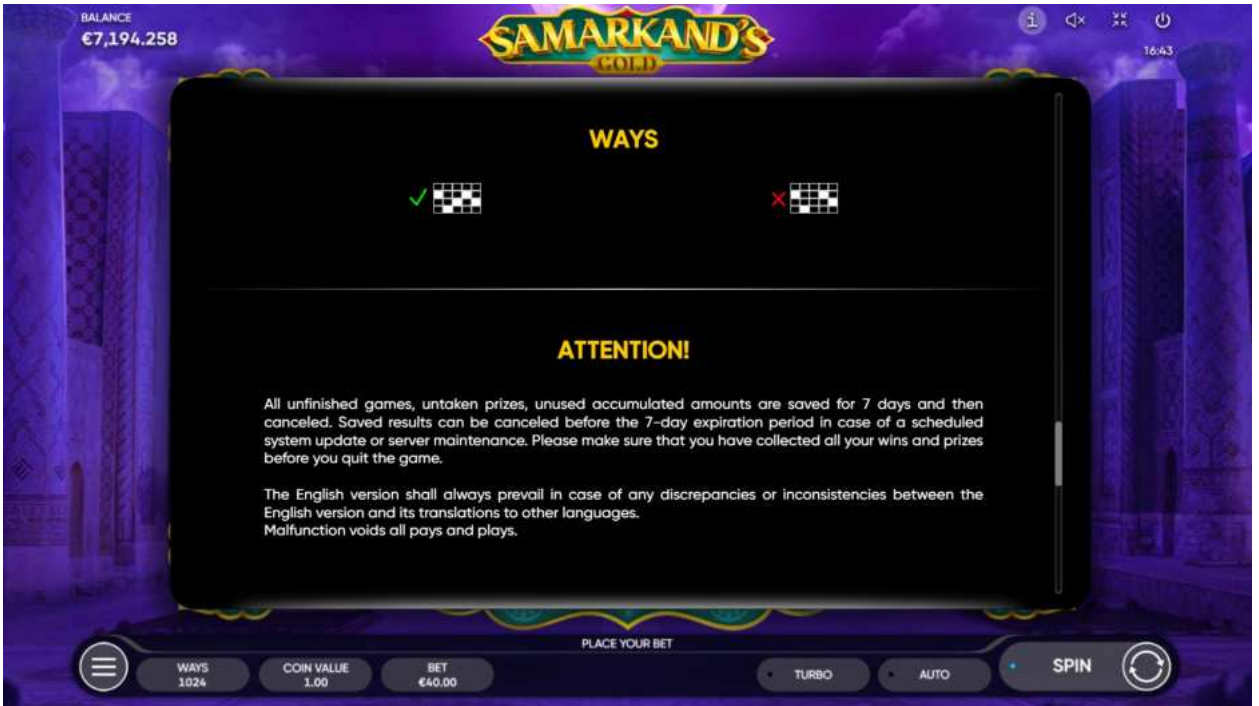 BALANCE
€7,194.258
SAMARKAND'S
GOLD
16:43
WAYS
ATTENTION!
All unfinished games, untaken prizes, unused accumulated amounts are saved for 7 days and then
canceled. Saved results can be canceled before the 7-day expiration period in case of a scheduled
system update or server maintenance. Please make sure that you have collected all your wins and prizes
before you quit the game.
The English version shall always prevail in case of any discrepancies or inconsistencies between the
English version and its translations to other languages.
Malfunction voids all pays and plays.
PLACE YOUR BET
WAYS
1024
COIN VALUE
1.00
BET
€40.00
TURBO
AUTO
SPIN